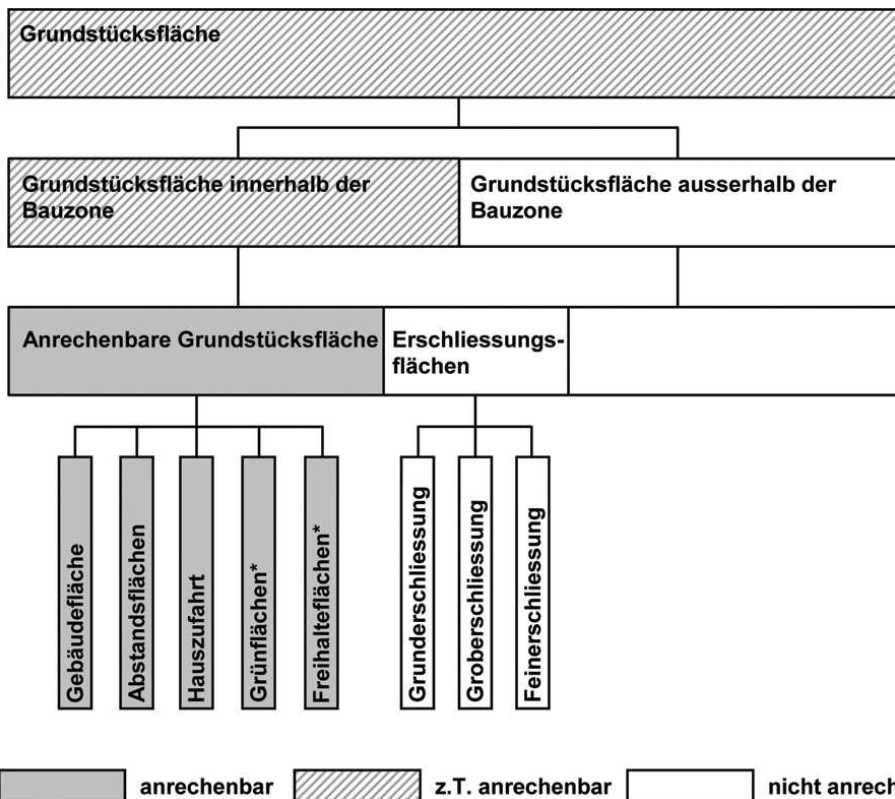 Grundstücksfläche
Grundstücksfläche innerhalb der
Bauzone
Grundstücksfläche ausserhalb der
Bauzone
Anrechenbare Grundstücksfläche
Erschliessungs-
flächen
Gebäudefläche
Abstandsflächen
Hauszufahrt
Grünflächen*
Freihalteflächen*
Grunderschliessung
Groberschliessung
Feinerschliessung
anrechenbar
z.T. anrechenbar
nicht